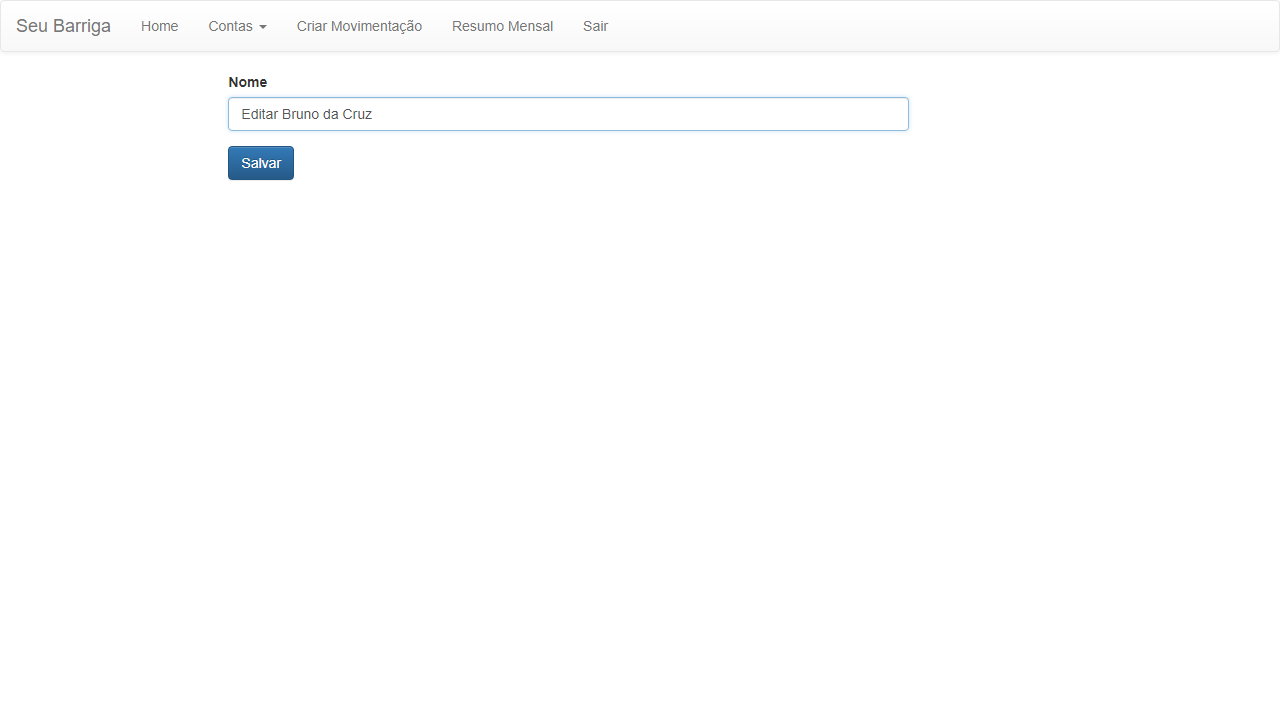 Seu Barriga Home Contas Criar Movimentação Resumo Mensal Sair
Nome
Editar Bruno da Cruz
Salvar